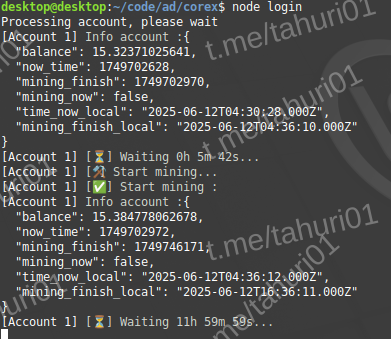 desktop@desktop:~/code/ad/corex$ node login
Processing account, please wait
[Account 1] Info account :{
  "balance": 15.32371025641,
  "now_time": 1749702628,
  "mining_finish": 1749702970,
  "mining_now": false,
  "time_now_local": "2025-06-12T04:30:28.000Z",
  "mining_finish_local": "2025-06-12T04:36:10.000Z"
}
[Account 1] [⏳] Waiting 0h 5m 42s...
[Account 1] [⚒️] Start mining...
[Account 1] [✅] Start mining :
[Account 1] Info account :{
  "balance": 15.384778062678,
  "now_time": 1749702972,
  "mining_finish": 1749746171,
  "mining_now": false,
  "time_now_local": "2025-06-12T04:36:12.000Z",
  "mining_finish_local": "2025-06-12T16:36:11.000Z"
}
[Account 1] [⏳] Waiting 11h 59m 59s...
t.me/tahuri01
t.me/tahuri01
t.me/tahuri01
t.me/tahuri01